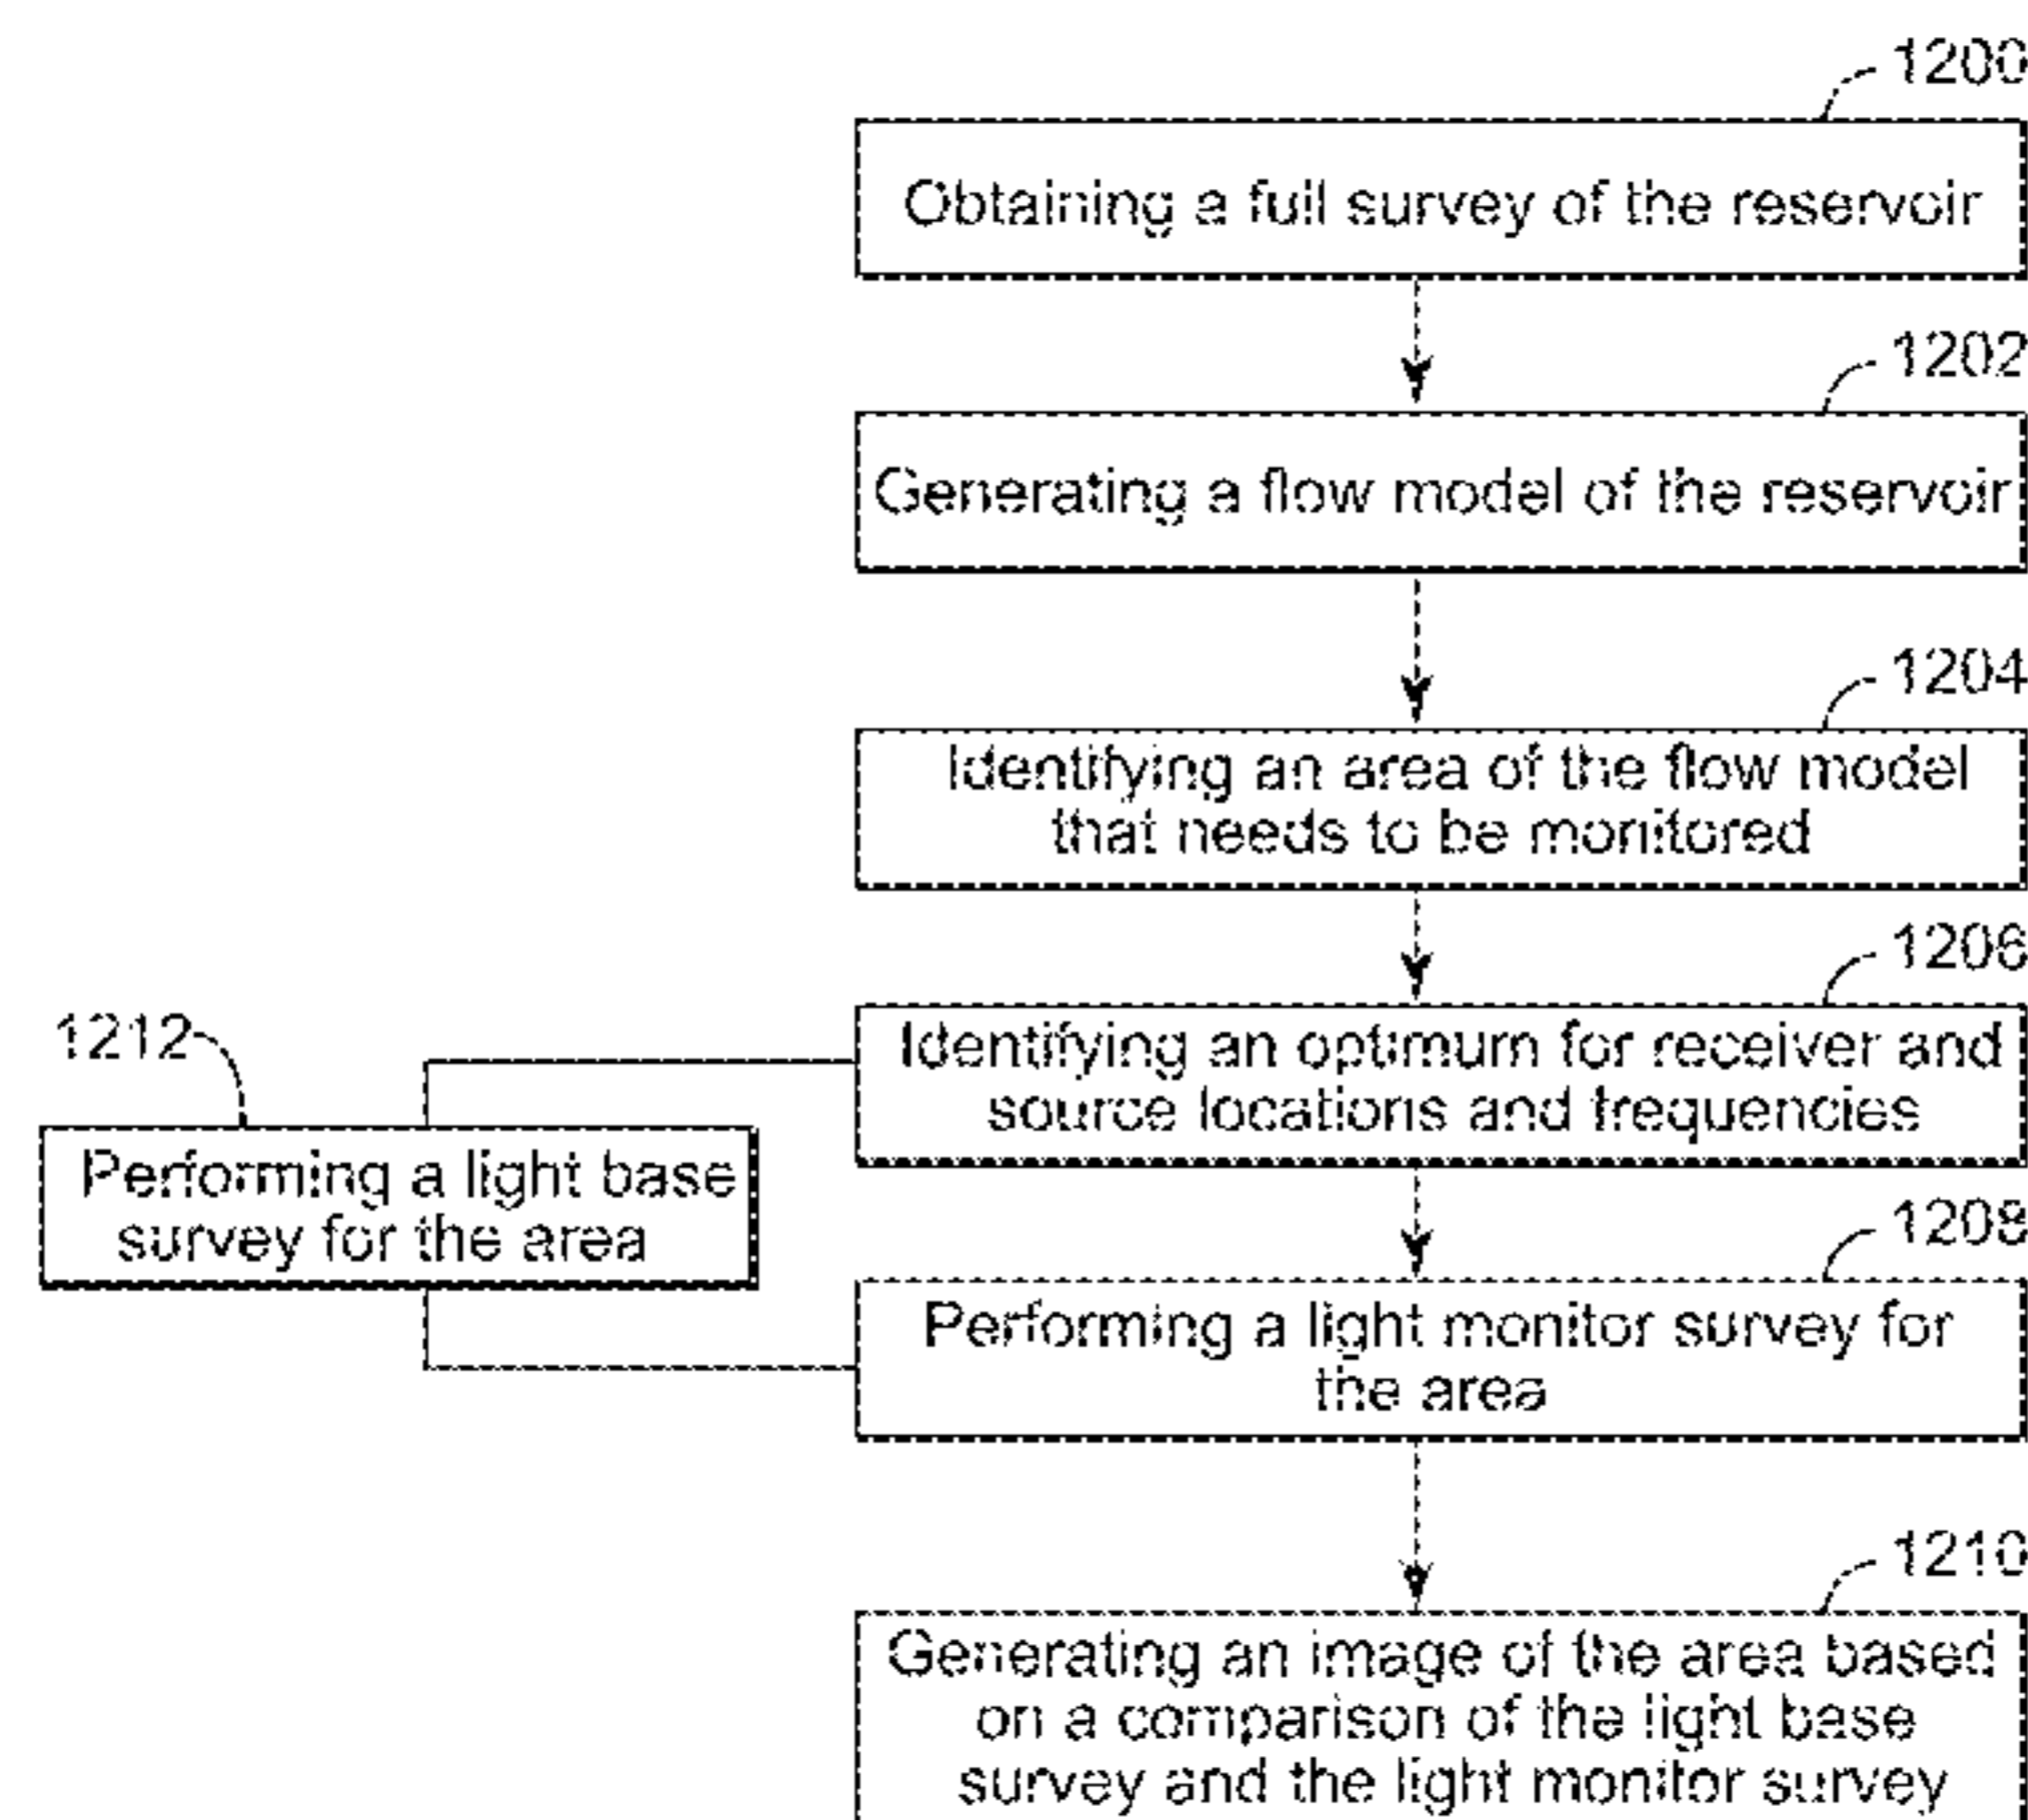 1200
Obtaining a full survey of the reservoir
1202
Generating a flow model of the reservoir
1204
Identifying an area of the flow model
that needs to be monitored
1206
Identifying an optimum for receiver and
source locations and frequencies
1212
Performing a light base
survey for the area
1208
Performing a light monitor survey for
the area
1210
Generating an image of the area based
on a comparison of the light base
survey and the light monitor survey